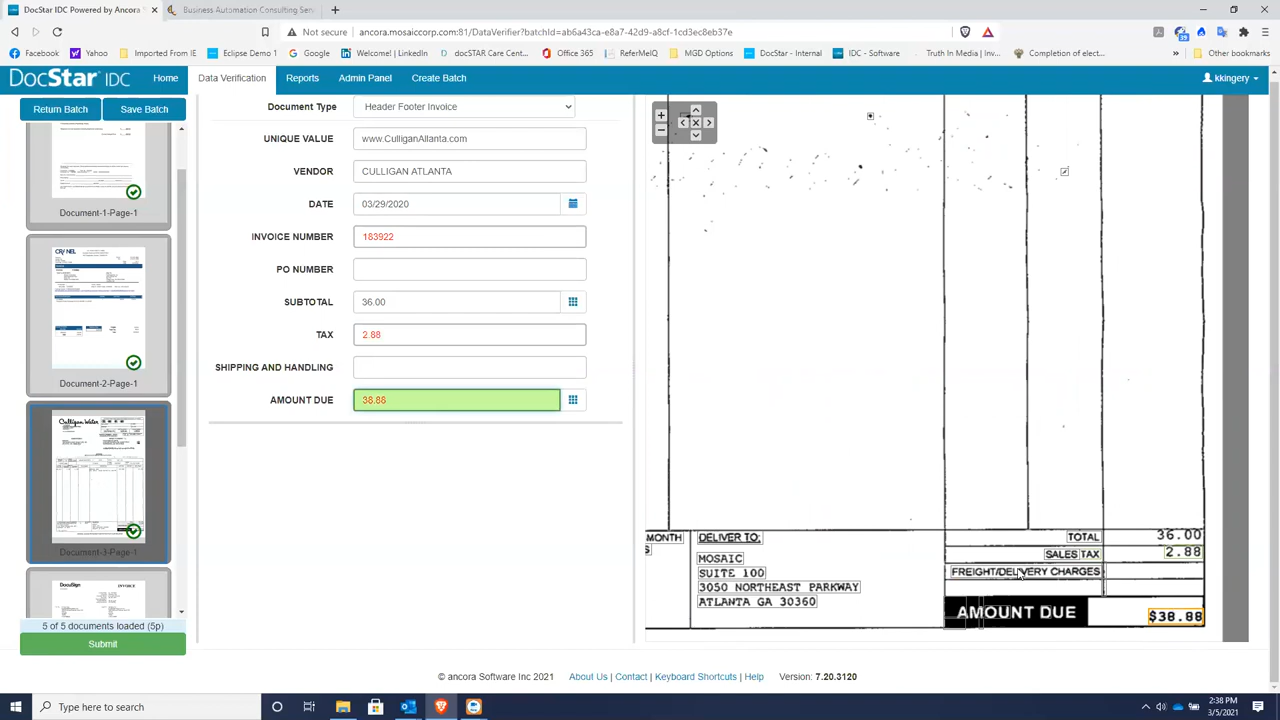 DocStar IDC Powered by Ancora S
Business Automation Consulting Serv
Not secure | ancora.mosaiccorp.com:81/DataVerifier?batchId=ab6a43ca-e8a7-42d9-a8cf-1cd3ec8eb37e
Facebook Yahoo Imported From IE Eclipse Demo 1 Google Welcome! | LinkedIn DocSTAR Care Cent... Office 365 ReferMeIQ MGD Options DocStar - Internal IDC - Software Truth In Media | Inv... Completion of elect... Other bookmarks
DocStar IDC Home Data Verification Reports Admin Panel Create Batch kkingery
Return Batch Save Batch
Document Type Header Footer Invoice
UNIQUE VALUE www.CulliganAllanta.com
VENDOR CULLIGAN ATLANTA
DATE 03/29/2020
INVOICE NUMBER 183922
PO NUMBER
SUBTOTAL 36.00
TAX 2.88
SHIPPING AND HANDLING
AMOUNT DUE 38.88
Document-1-Page-1
Document-2-Page-1
Culligan Water
Document-3-Page-1
DocuSign INVOICE
5 of 5 documents loaded (5p)
Submit
MONTH
DELIVER TO:
MOSAIC
SUITE 100
3050 NORTHEAST PARKWAY
ATLANTA GA 30360
TOTAL 36.00
SALES TAX 2.88
FREIGHT/DELIVERY CHARGES
AMOUNT DUE $38.88
© ancora Software Inc 2021 About Us | Contact | Keyboard Shortcuts | Help Version: 7.20.3120
Type here to search
2:38 PM
3/5/2021